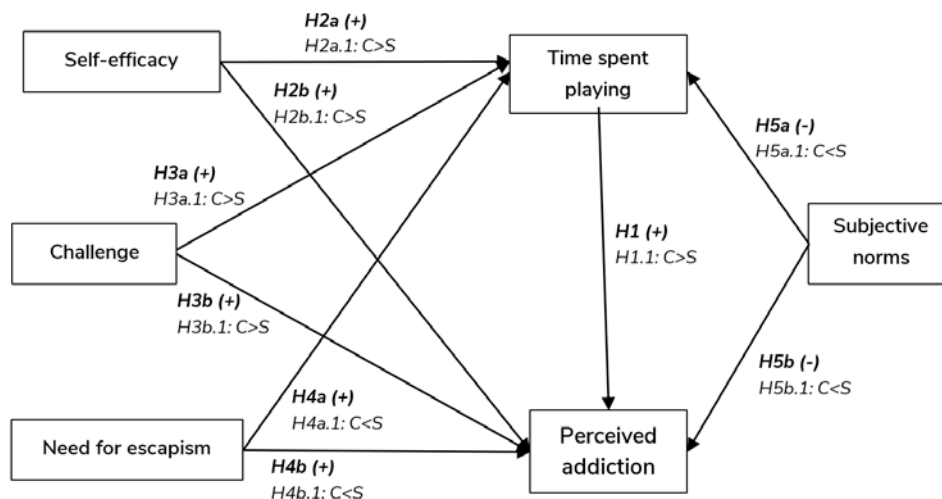 H2a (+)
H2a.1: C>S
Self-efficacy
Time spent
playing
H2b (+)
H2b.1: C>S
H5a (-)
H5a.1: C<S
H3a (+)
H3a.1: C>S
Challenge
H1 (+)
H1.1: C>S
Subjective
norms
H3b (+)
H3b.1: C>S
H5b (-)
H5b.1: C<S
H4a (+)
H4a.1: C<S
Need for escapism
Perceived
addiction
H4b (+)
H4b.1: C<S